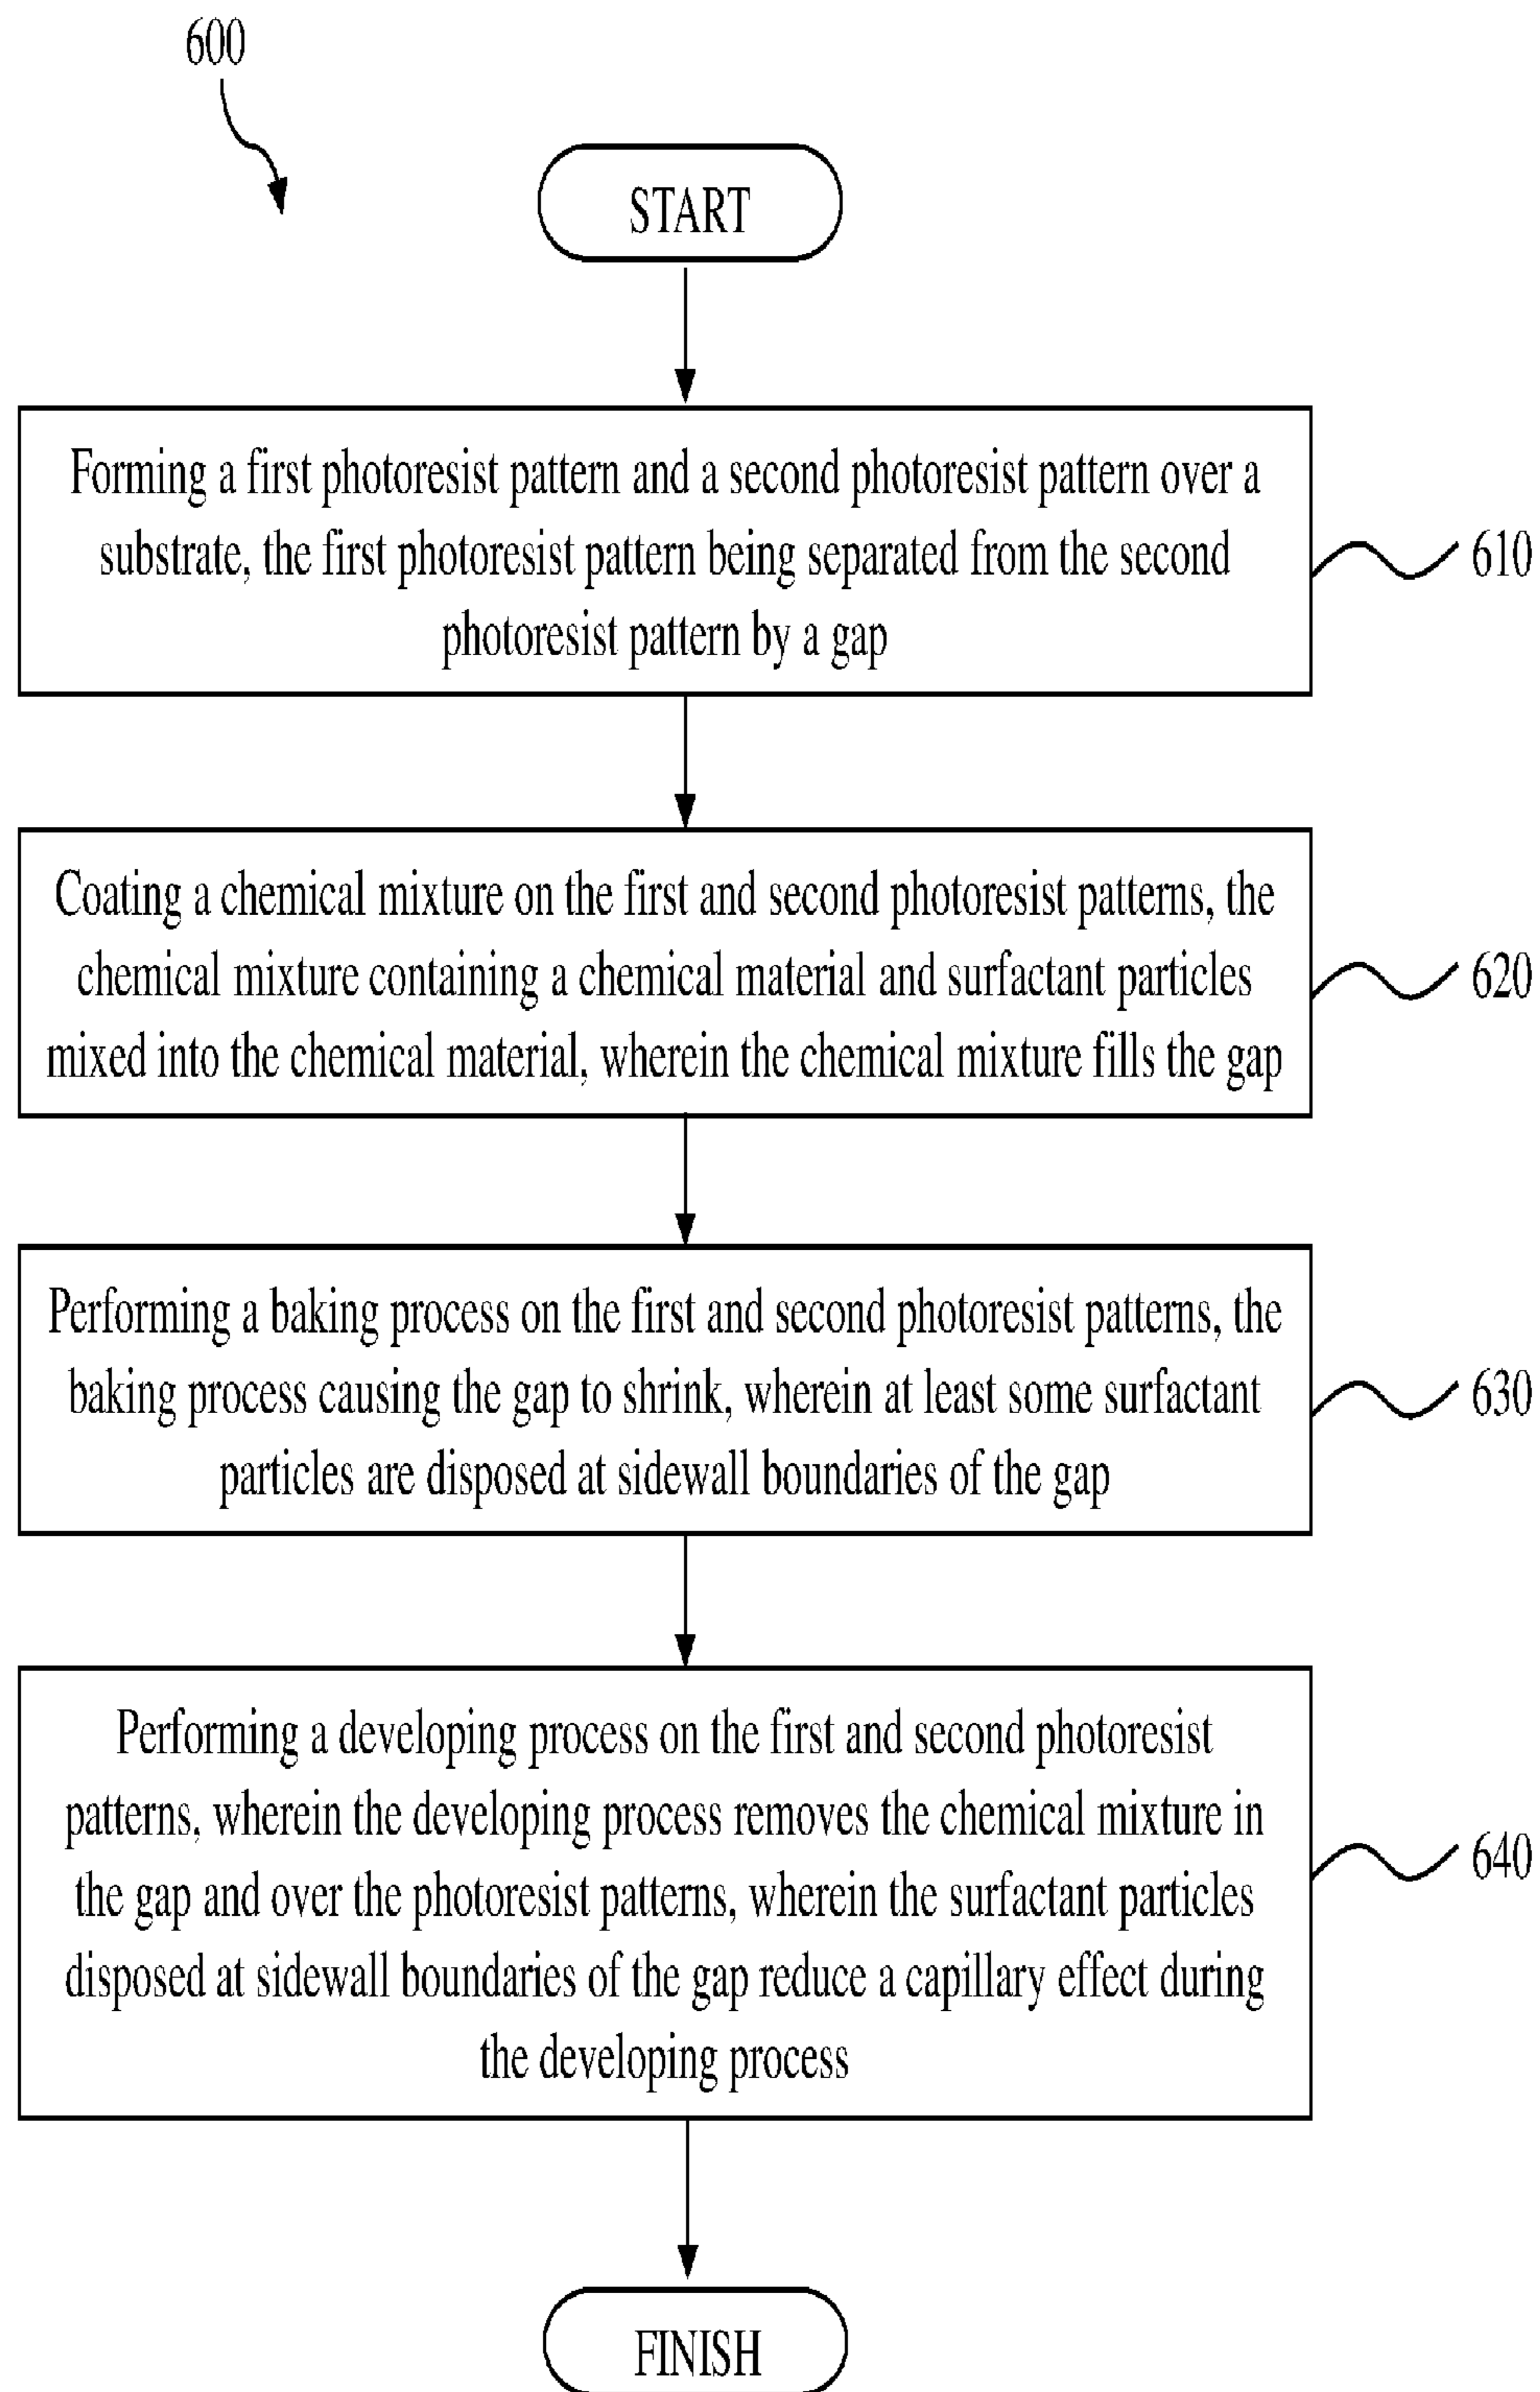 600
START
Forming a first photoresist pattern and a second photoresist pattern over a
substrate, the first photoresist pattern being separated from the second
photoresist pattern by a gap
610
Coating a chemical mixture on the first and second photoresist patterns, the
chemical mixture containing a chemical material and surfactant particles
mixed into the chemical material, wherein the chemical mixture fills the gap
620
Performing a baking process on the first and second photoresist patterns, the
baking process causing the gap to shrink, wherein at least some surfactant
particles are disposed at sidewall boundaries of the gap
630
Performing a developing process on the first and second photoresist
patterns, wherein the developing process removes the chemical mixture in
the gap and over the photoresist patterns, wherein the surfactant particles
disposed at sidewall boundaries of the gap reduce a capillary effect during
the developing process
640
FINISH